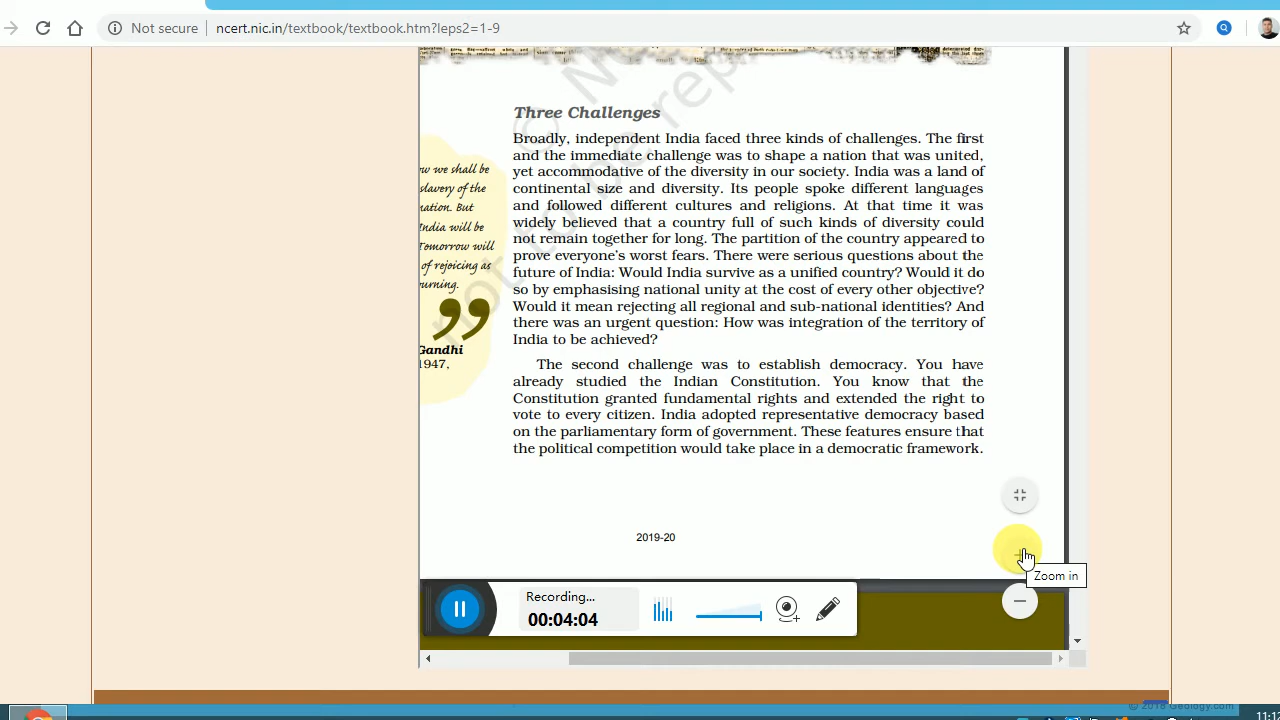 Not secure
ncert.nic.in/textbook/textbook.htm?leps2=1-9
© N
not to be rep
Three Challenges
Broadly, independent India faced three kinds of challenges. The first
and the immediate challenge was to shape a nation that was united,
yet accommodative of the diversity in our society. India was a land of
continental size and diversity. Its people spoke different languages
and followed different cultures and religions. At that time it was
widely believed that a country full of such kinds of diversity could
not remain together for long. The partition of the country appeared to
prove everyone's worst fears. There were serious questions about the
future of India: Would India survive as a unified country? Would it do
so by emphasising national unity at the cost of every other objective?
Would it mean rejecting all regional and sub-national identities? And
there was an urgent question: How was integration of the territory of
India to be achieved?
The second challenge was to establish democracy. You have
already studied the Indian Constitution. You know that the
Constitution granted fundamental rights and extended the right to
vote to every citizen. India adopted representative democracy based
on the parliamentary form of government. These features ensure that
the political competition would take place in a democratic framework.
ow we shall be
slavery of the
nation. But
India will be
Tomorrow will
of rejoicing as
ourning.
”
Gandhi
1947,
2019-20
Zoom in
Recording...
00:04:04
© 2018 Geology.com